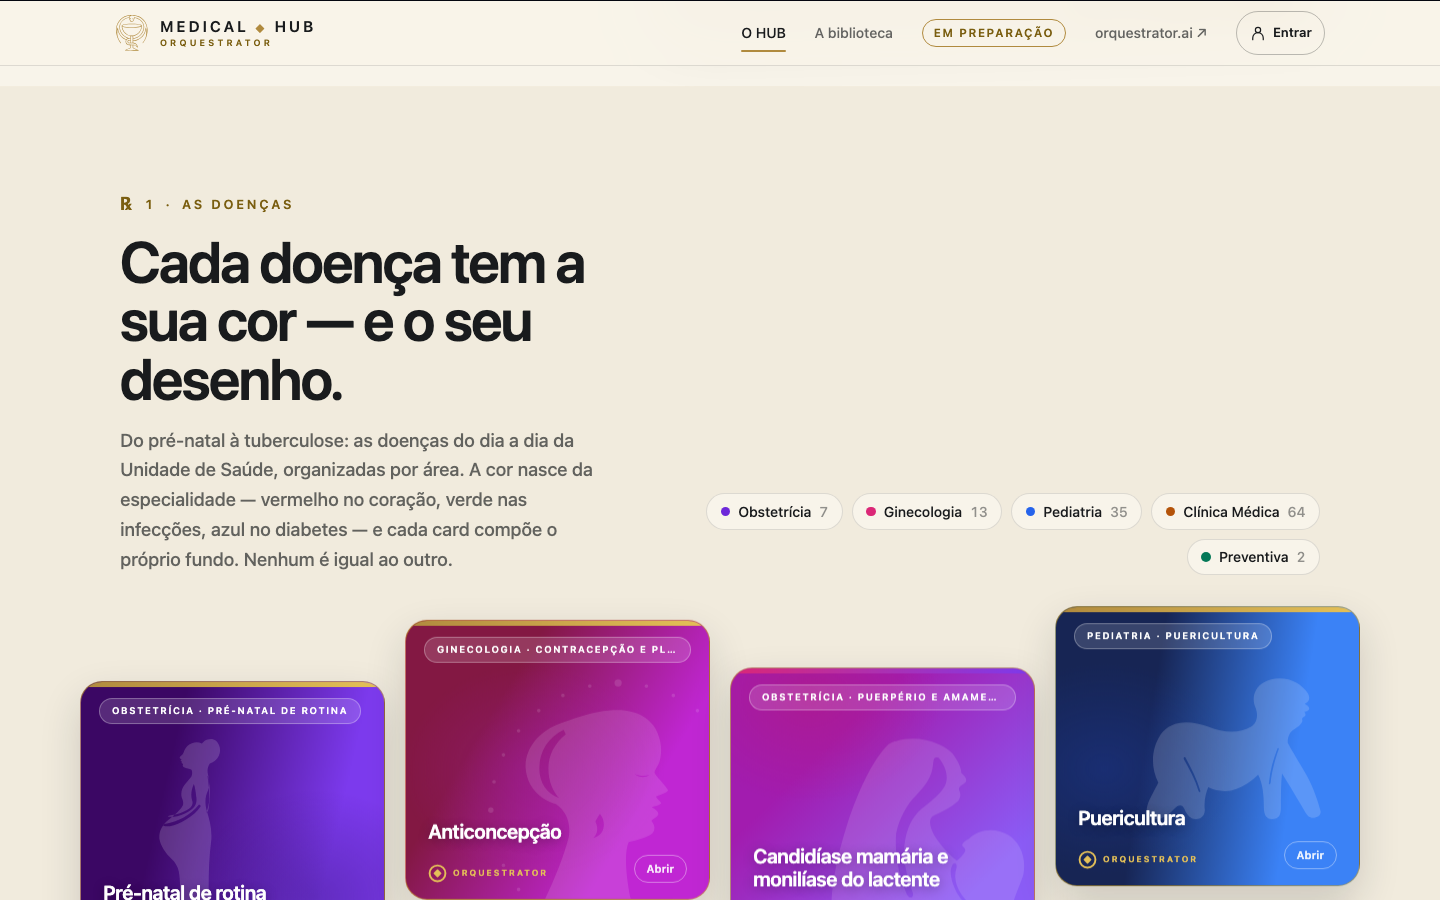 MEDICAL ◆ HUB
ORQUESTRATOR
O HUB
A biblioteca
EM PREPARAÇÃO
orquestrator.ai ↗
Entrar
℞ 1 · AS DOENÇAS
Cada doença tem a
sua cor — e o seu
desenho.
Do pré-natal à tuberculose: as doenças do dia a dia da
Unidade de Saúde, organizadas por área. A cor nasce da
especialidade — vermelho no coração, verde nas
infecções, azul no diabetes — e cada card compõe o
próprio fundo. Nenhum é igual ao outro.
Obstetrícia 7
Ginecologia 13
Pediatria 35
Clínica Médica 64
Preventiva 2
OBSTETRÍCIA · PRÉ-NATAL DE ROTINA
Pré-natal de rotina
GINECOLOGIA · CONTRACEPÇÃO E PL…
Anticoncepção
ORQUESTRATOR
Abrir
OBSTETRÍCIA · PUERPÉRIO E AMAME…
Candidíase mamária e
monilíase do lactente
PEDIATRIA · PUERICULTURA
Puericultura
ORQUESTRATOR
Abrir